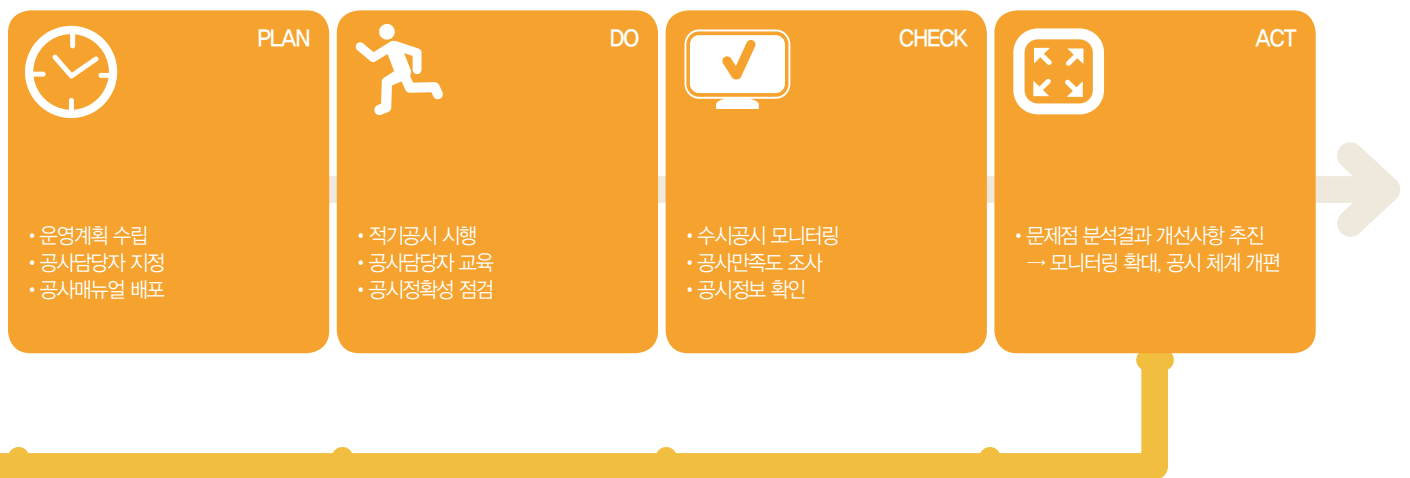 PLAN
• 운영계획 수립
• 공사담당자 지정
• 공사매뉴얼 배포
DO
• 적기공시 시행
• 공사담당자 교육
• 공시정확성 점검
CHECK
• 수시공시 모니터링
• 공사만족도 조사
• 공시정보 확인
ACT
• 문제점 분석결과 개선사항 추진
→ 모니터링 확대, 공시 체계 개편